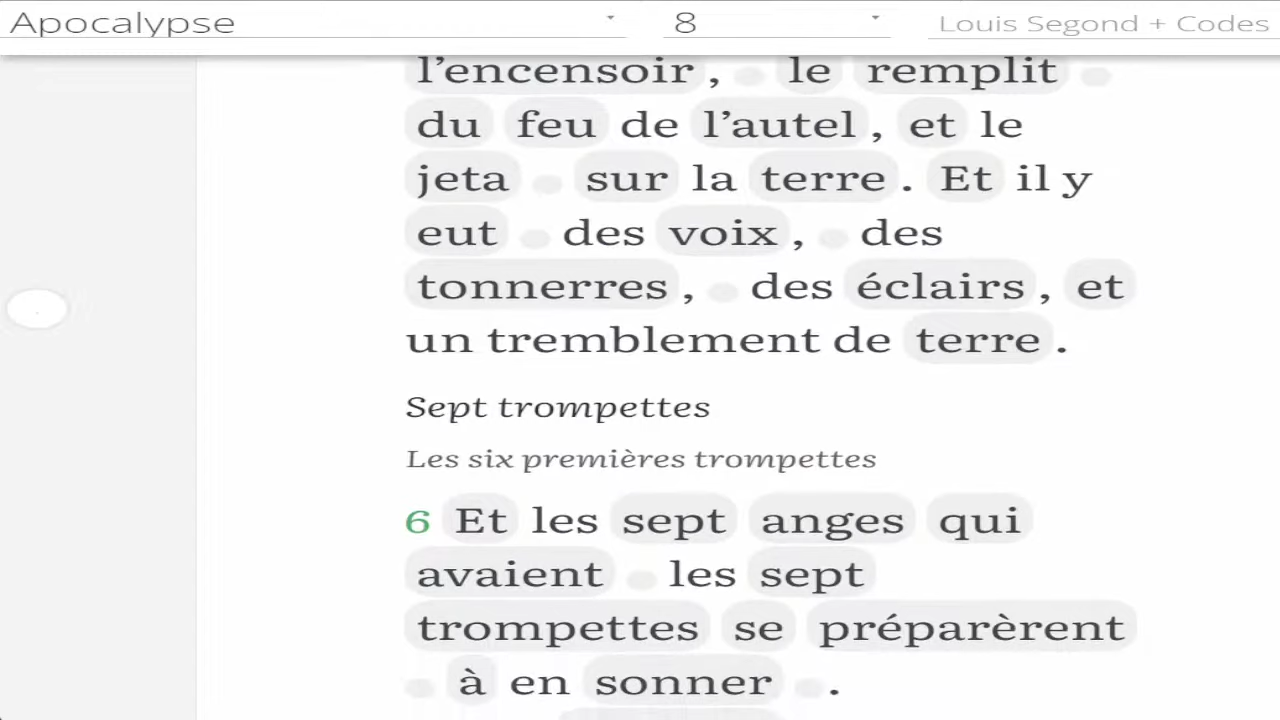 Apocalypse 8 Louis Segond + Codes
l’encensoir, le remplit
du feu de l’autel, et le
jeta sur la terre. Et il y
eut des voix, des
tonnerres, des éclairs, et
un tremblement de terre.
Sept trompettes
Les six premières trompettes
6 Et les sept anges qui
avaient les sept
trompettes se préparèrent
à en sonner.